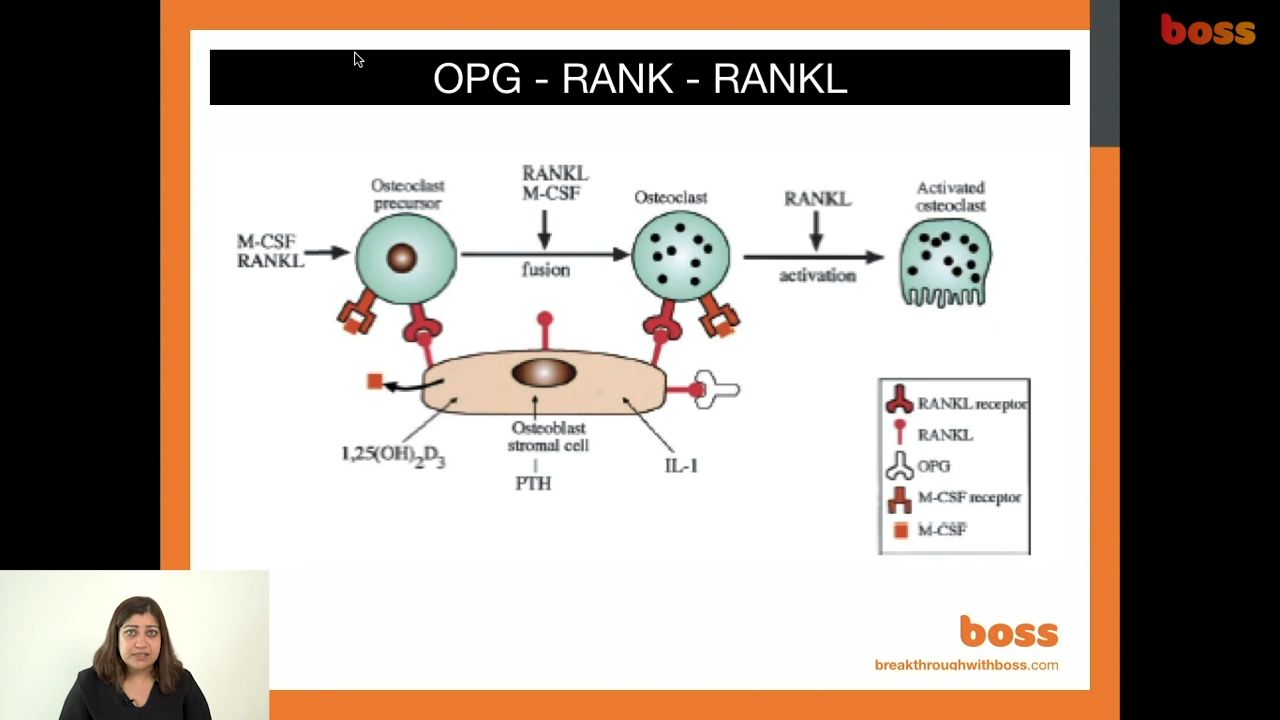 boss
OPG - RANK - RANKL
Osteoclast
precursor
RANKL
M-CSF
Osteoclast
RANKL
Activated
osteoclast
M-CSF
RANKL
fusion
activation
1,25(OH)2D3
Osteoblast
stromal cell
PTH
IL-1
RANKL receptor
RANKL
OPG
M-CSF receptor
M-CSF
boss
breakthroughwithboss.com